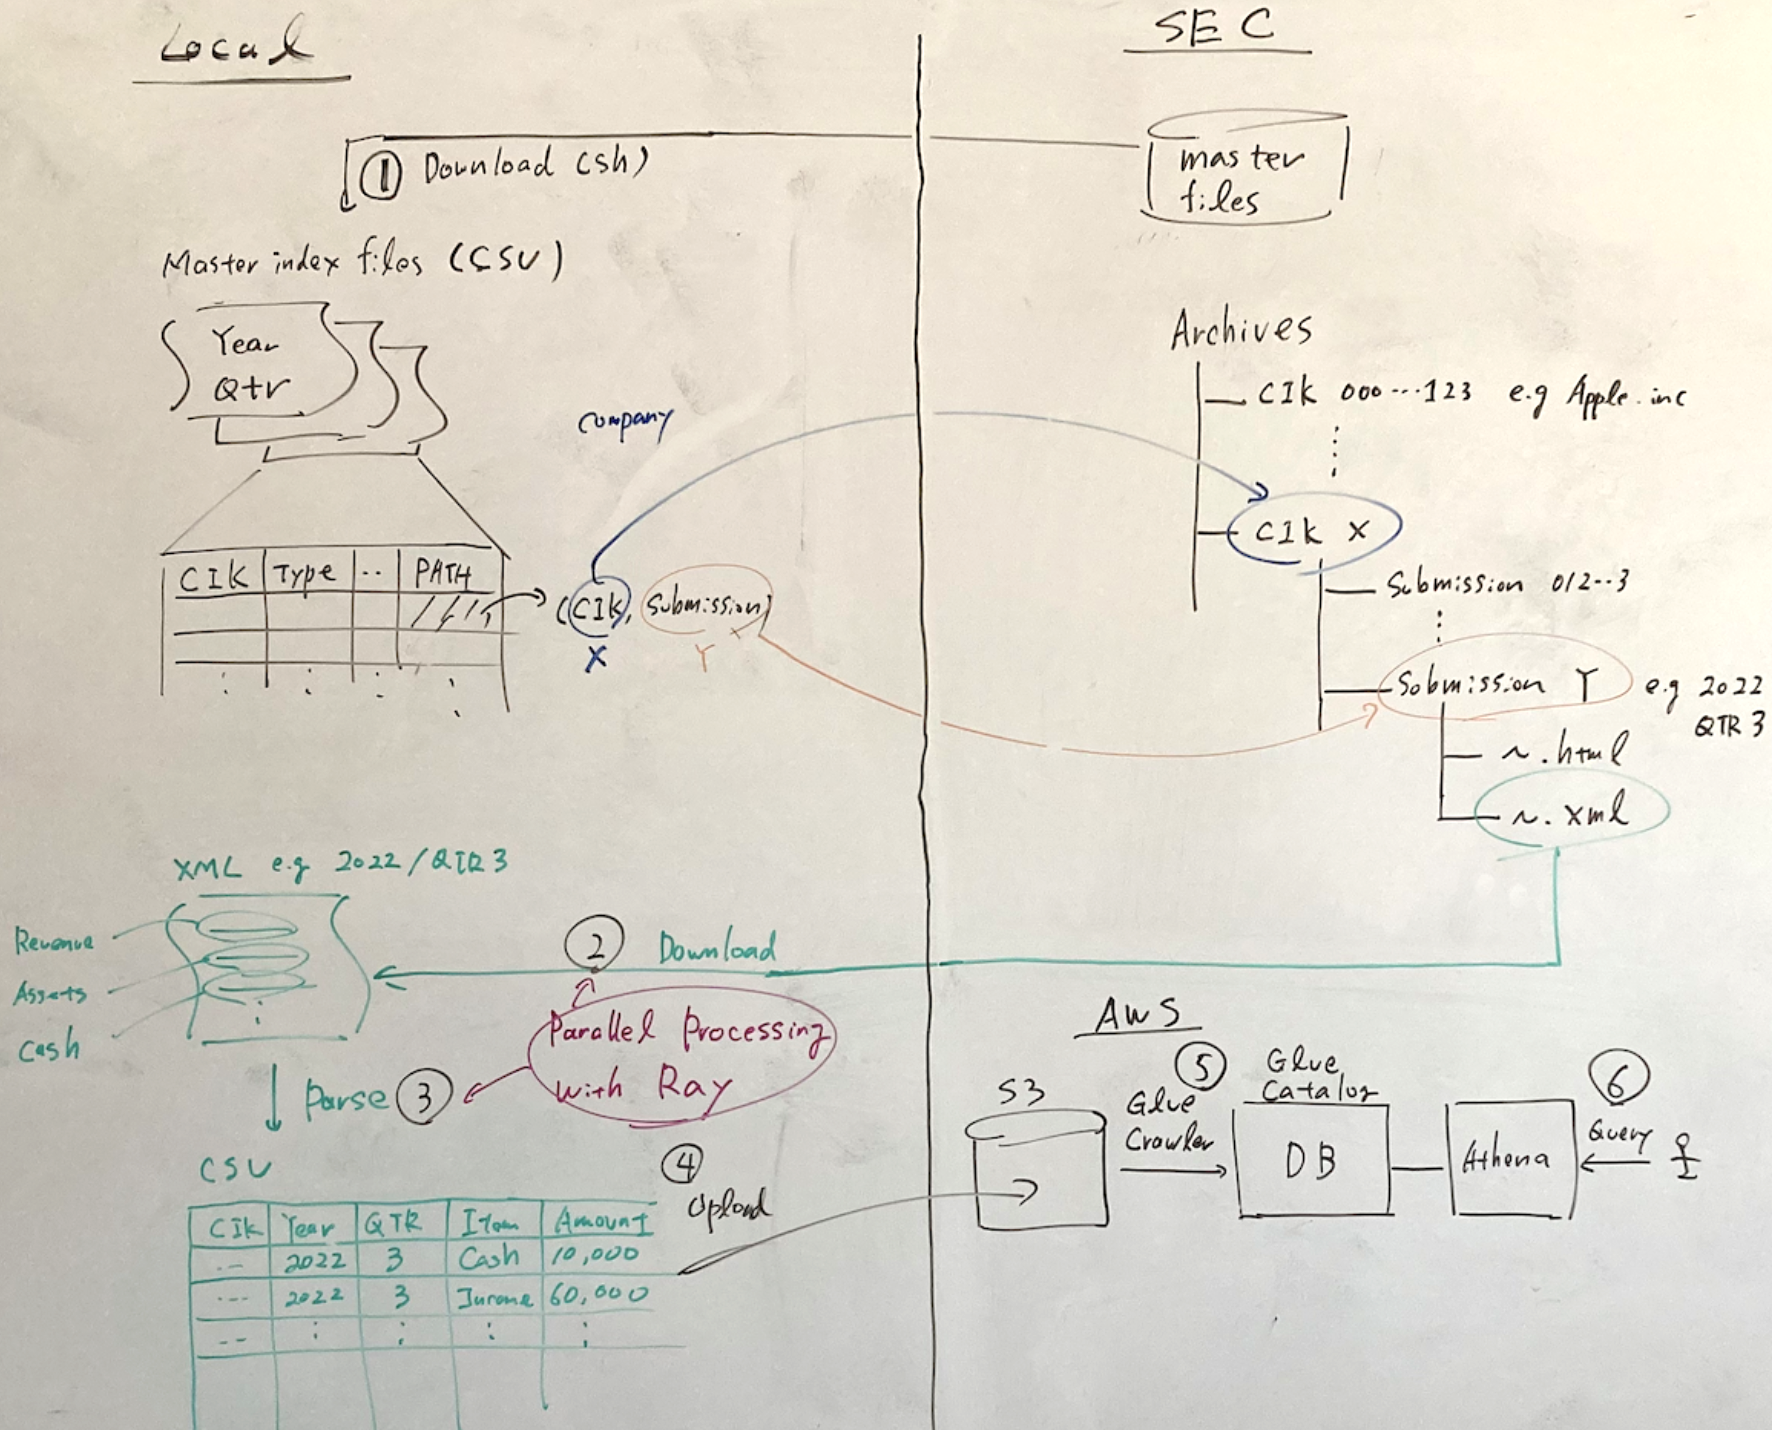 Local
SEC
① Download (sh)
master
files
Master index files (CSV)
Year
Qtr
Archives
CIK 000...123 e.g Apple.inc
company
CIK X
CIK Type .. PATH
(CIK, Submission)
X Y
Submission 012--3
Submission Y e.g 2022
QTR 3
~.html
~.xml
XML e.g 2022/QTR3
Revenue
Assets
Cash
② Download
Parallel Processing
with Ray
Parse ③
AWS
S3
⑤
Glue
Crawler
Glue
Catalog
DB
Athena
⑥
Query
④
Upload
CSV
CIK Year QTR Item Amount
-- 2022 3 Cash 10,000
--- 2022 3 60,000
--